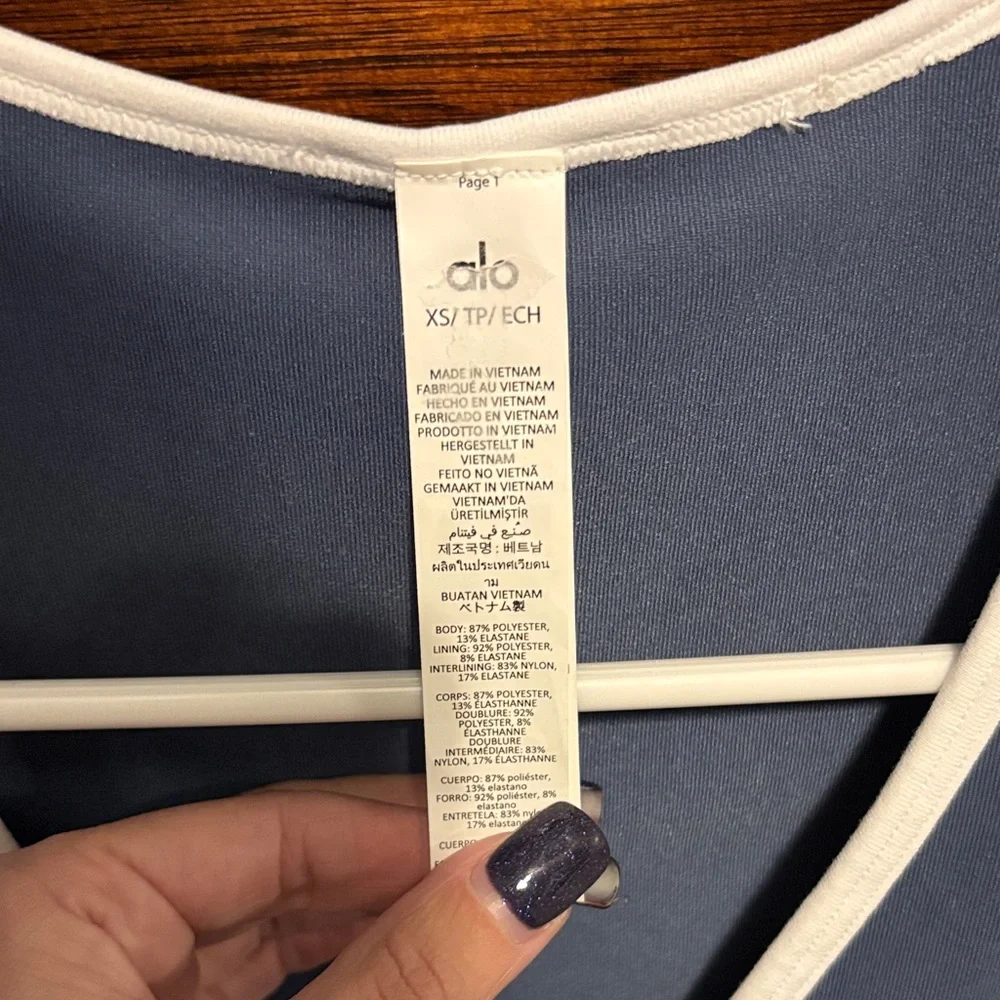 Page 1
alo
XS/ TP/ ECH
MADE IN VIETNAM
FABRIQUÉ AU VIETNAM
HECHO EN VIETNAM
FABRICADO EN VIETNAM
PRODOTTO IN VIETNAM
HERGESTELLT IN
VIETNAM
FEITO NO VIETNÃ
GEMAAKT IN VIETNAM
VIETNAM'DA
ÜRETİLMİŞTİR
صُنع في فيتنام
제조국명 : 베트남
ผลิตในประเทศเวียดน
าม
BUATAN VIETNAM
ベトナム製
BODY: 87% POLYESTER,
13% ELASTANE
LINING: 92% POLYESTER,
8% ELASTANE
INTERLINING: 83% NYLON,
17% ELASTANE
CORPS: 87% POLYESTER,
13% ÉLASTHANNE
DOUBLURE: 92%
POLYESTER, 8%
ÉLASTHANNE
DOUBLURE
INTERMÉDIAIRE: 83%
NYLON, 17% ÉLASTHANNE
CUERPO: 87% poliéster,
13% elastano
FORRO: 92% poliéster, 8%
elastano
ENTRETELA: 83%
17%